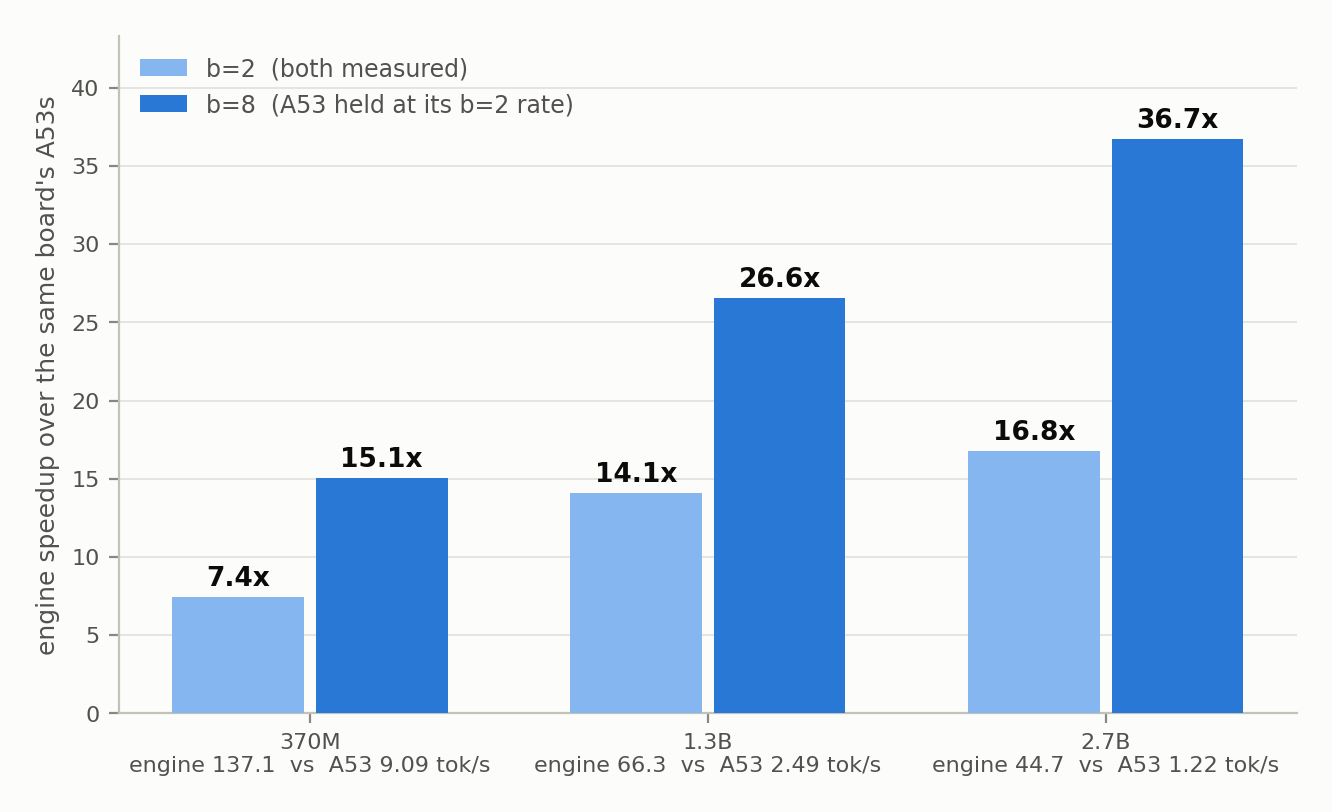 b=2  (both measured)
b=8  (A53 held at its b=2 rate)
engine speedup over the same board's A53s
40
35
30
25
20
15
10
5
0
7.4x
15.1x
14.1x
26.6x
16.8x
36.7x
370M
engine 137.1  vs  A53 9.09 tok/s
1.3B
engine 66.3  vs  A53 2.49 tok/s
2.7B
engine 44.7  vs  A53 1.22 tok/s